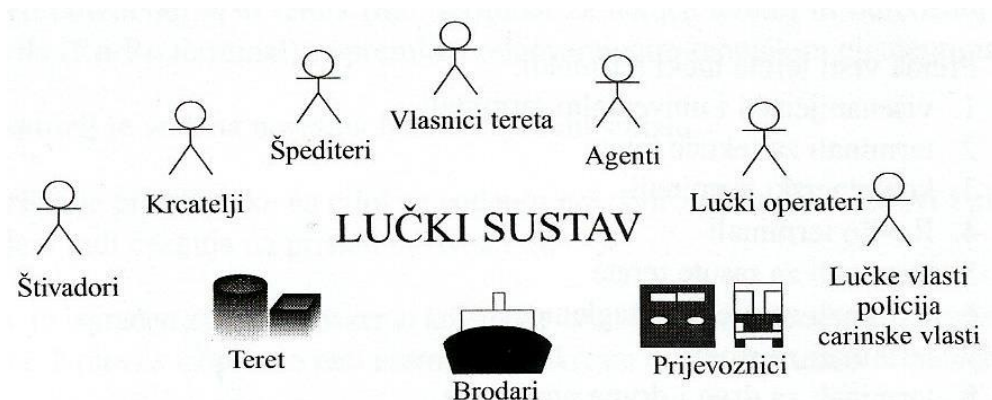 Vlasnici tereta
Špediteri
Agenti
Krcatelji
Lučki operateri
LUČKI SUSTAV
Štivadori
Lučke vlasti
policija
carinske vlasti
Teret
Brodari
Prijevoznici